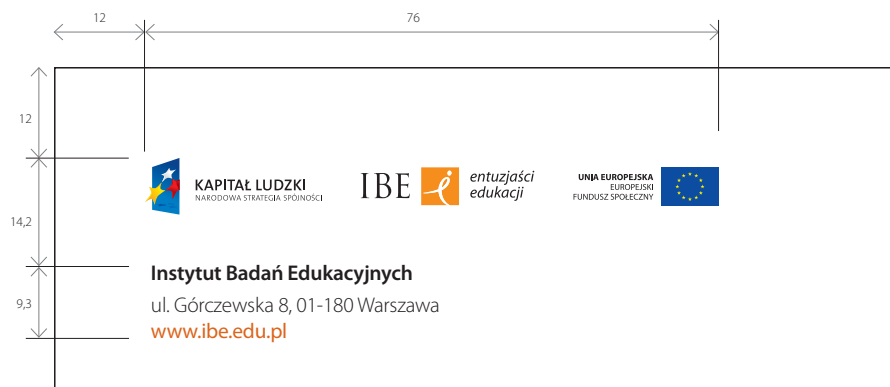 12
76
12
14,2
9,3
KAPITAŁ LUDZKI
NARODOWA STRATEGIA SPÓJNOŚCI
IBE
entuzjaści
edukacji
UNIA EUROPEJSKA
EUROPEJSKI
FUNDUSZ SPOŁECZNY
Instytut Badań Edukacyjnych
ul. Górczewska 8, 01-180 Warszawa
www.ibe.edu.pl